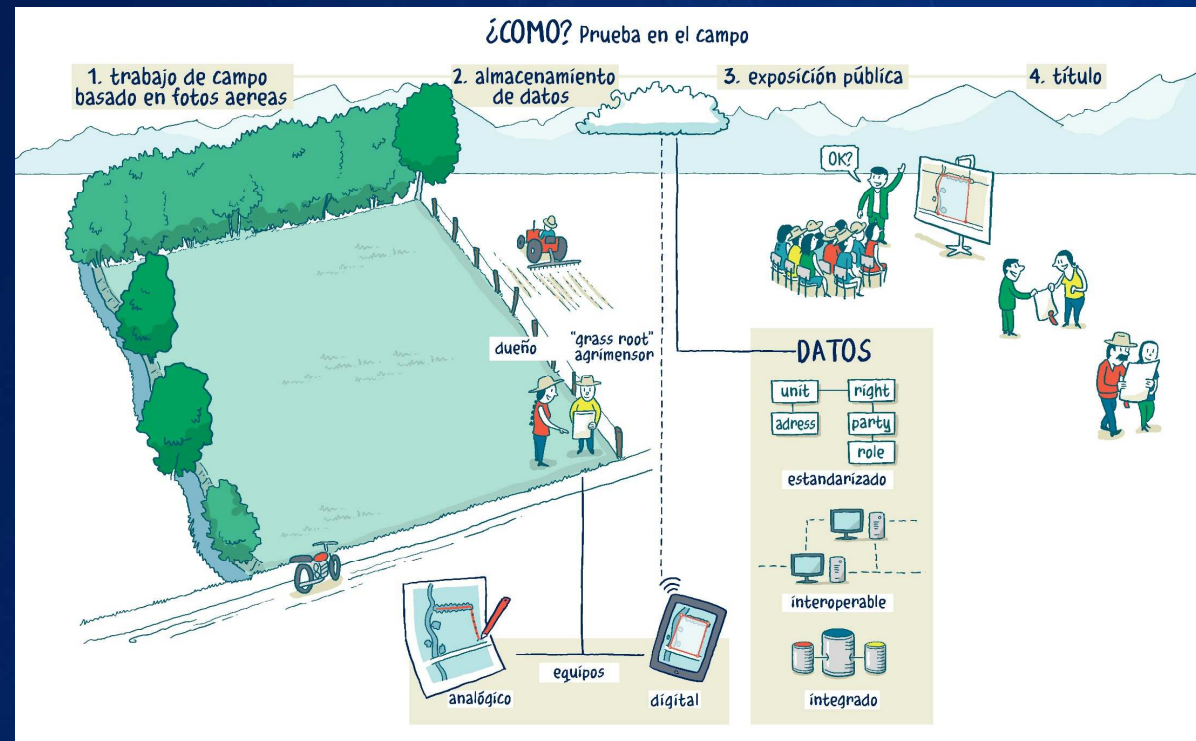 ¿COMO? Prueba en el campo
1. trabajo de campo
basado en fotos aereas
2. almacenamiento
de datos
3. exposición pública
4. título
OK?
dueño
"grass root"
agrimensor
DATOS
unit
right
adress
party
role
estandarizado
interoperable
integrado
equipos
analógico
digital